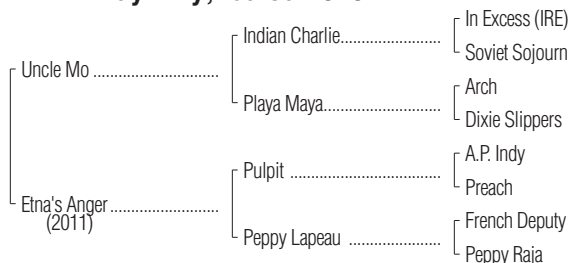 In Excess (IRE)
Indian Charlie
Soviet Sojourn
Uncle Mo
Arch
Playa Maya
Dixie Slippers
A.P. Indy
Pulpit
Preach
Etna's Anger
(2011)
French Deputy
Peppy Lapeau
Peppy Raja